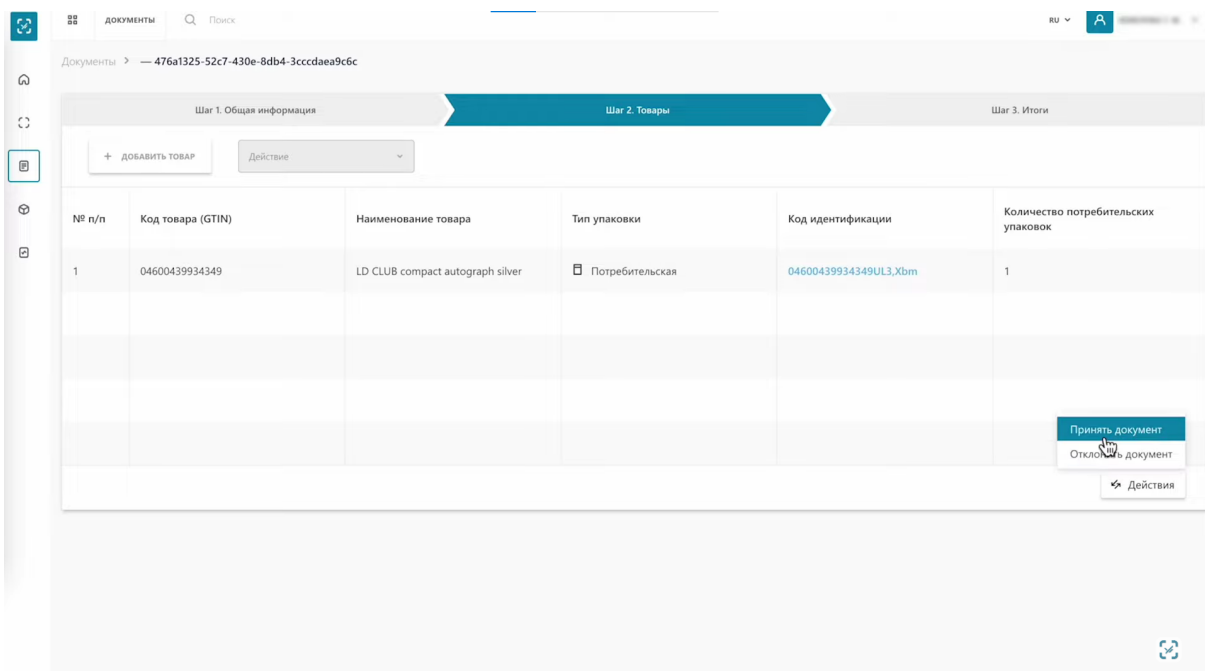 ДОКУМЕНТЫ Поиск RU
Документы > — 476a1325-52c7-430e-8db4-3cccdaea9c6c
Шаг 1. Общая информация Шаг 2. Товары Шаг 3. Итоги
+ ДОБАВИТЬ ТОВАР Действие
№ п/п Код товара (GTIN) Наименование товара Тип упаковки Код идентификации Количество потребительских
упаковок
1 04600439934349 LD CLUB compact autograph silver Потребительская 04600439934349UL3,Xbm 1
Принять документ
Отклонить документ
Действия